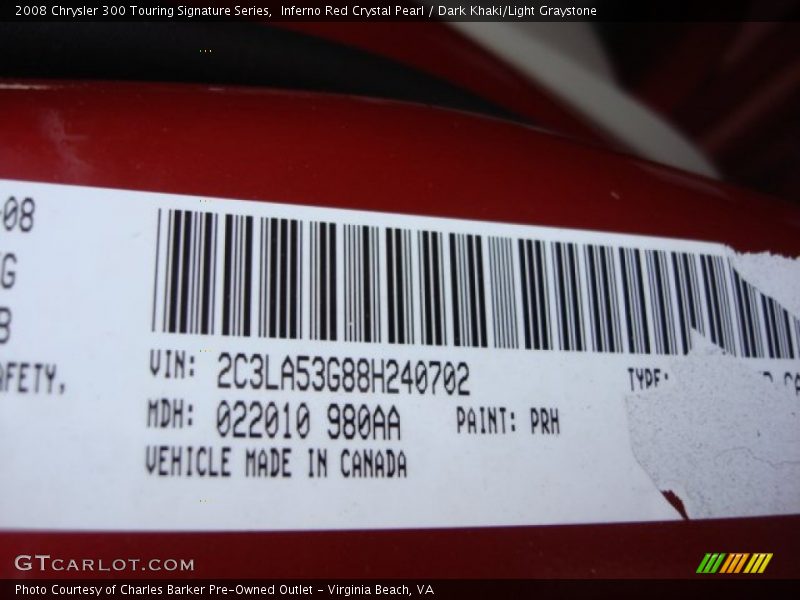 2008 Chrysler 300 Touring Signature Series,  Inferno Red Crystal Pearl / Dark Khaki/Light Graystone
-08
G
AFETY,
VIN: 2C3LA53G88H240702
TYPE:
MDH: 022010 980AA PAINT: PRH
VEHICLE MADE IN CANADA
GTCARLOT.COM
Photo Courtesy of Charles Barker Pre-Owned Outlet - Virginia Beach, VA